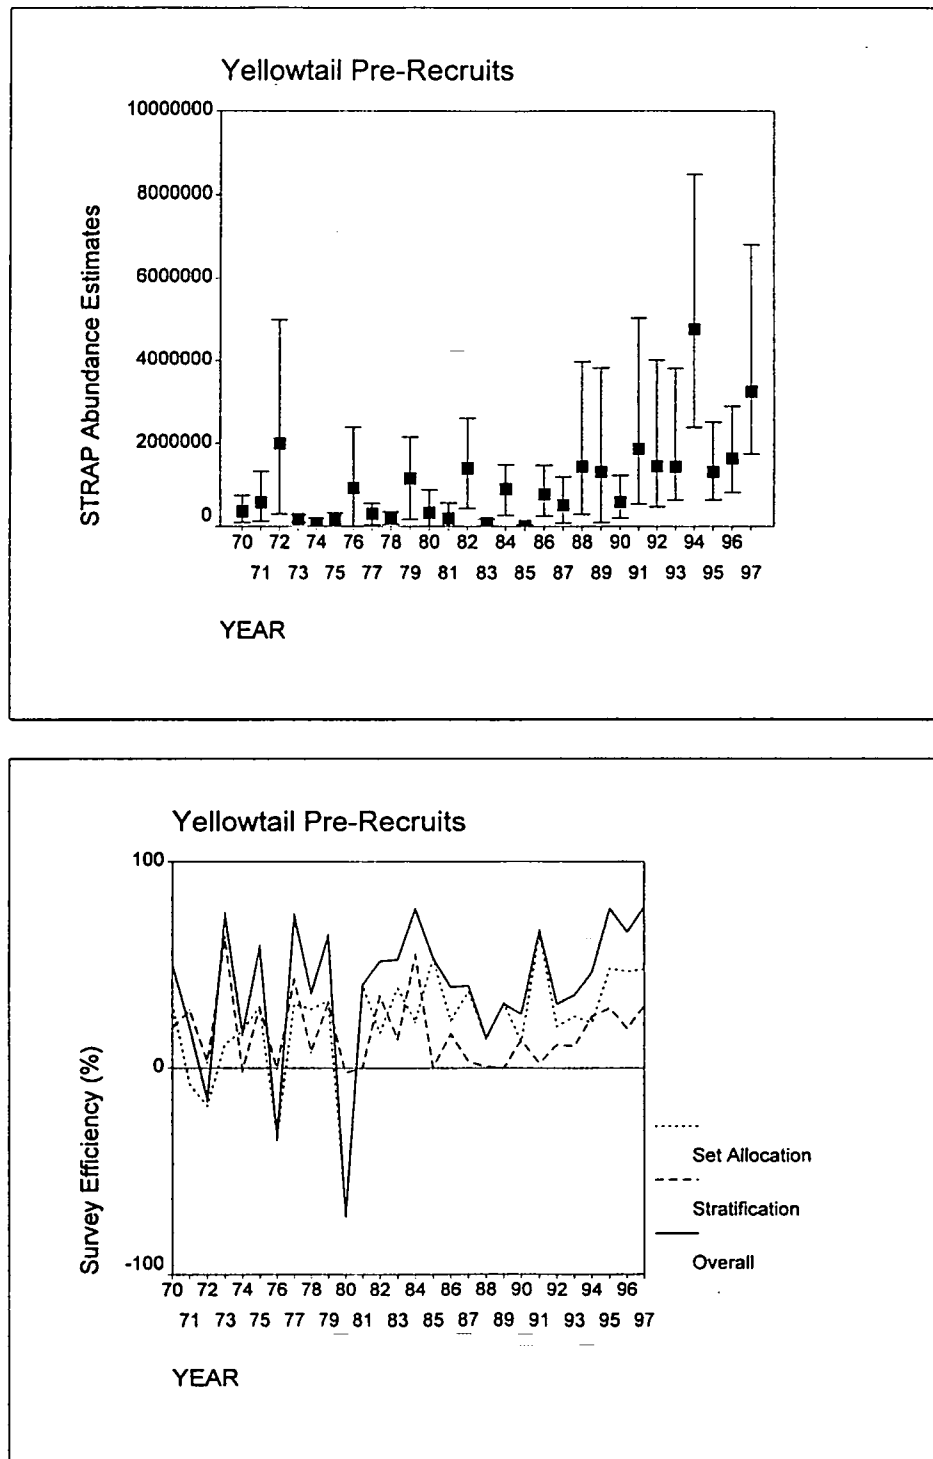 Yellowtail Pre-Recruits
10000000
8000000
6000000
4000000
2000000
0
STRAP Abundance Estimates
70 72 74 76 78 80 82 84 86 88 90 92 94 96
71 73 75 77 79 81 83 85 87 89 91 93 95 97
YEAR
Yellowtail Pre-Recruits
100
0
-100
Survey Efficiency (%)
70 72 74 76 78 80 82 84 86 88 90 92 94 96
71 73 75 77 79 81 83 85 87 89 91 93 95 97
YEAR
Set Allocation
Stratification
Overall